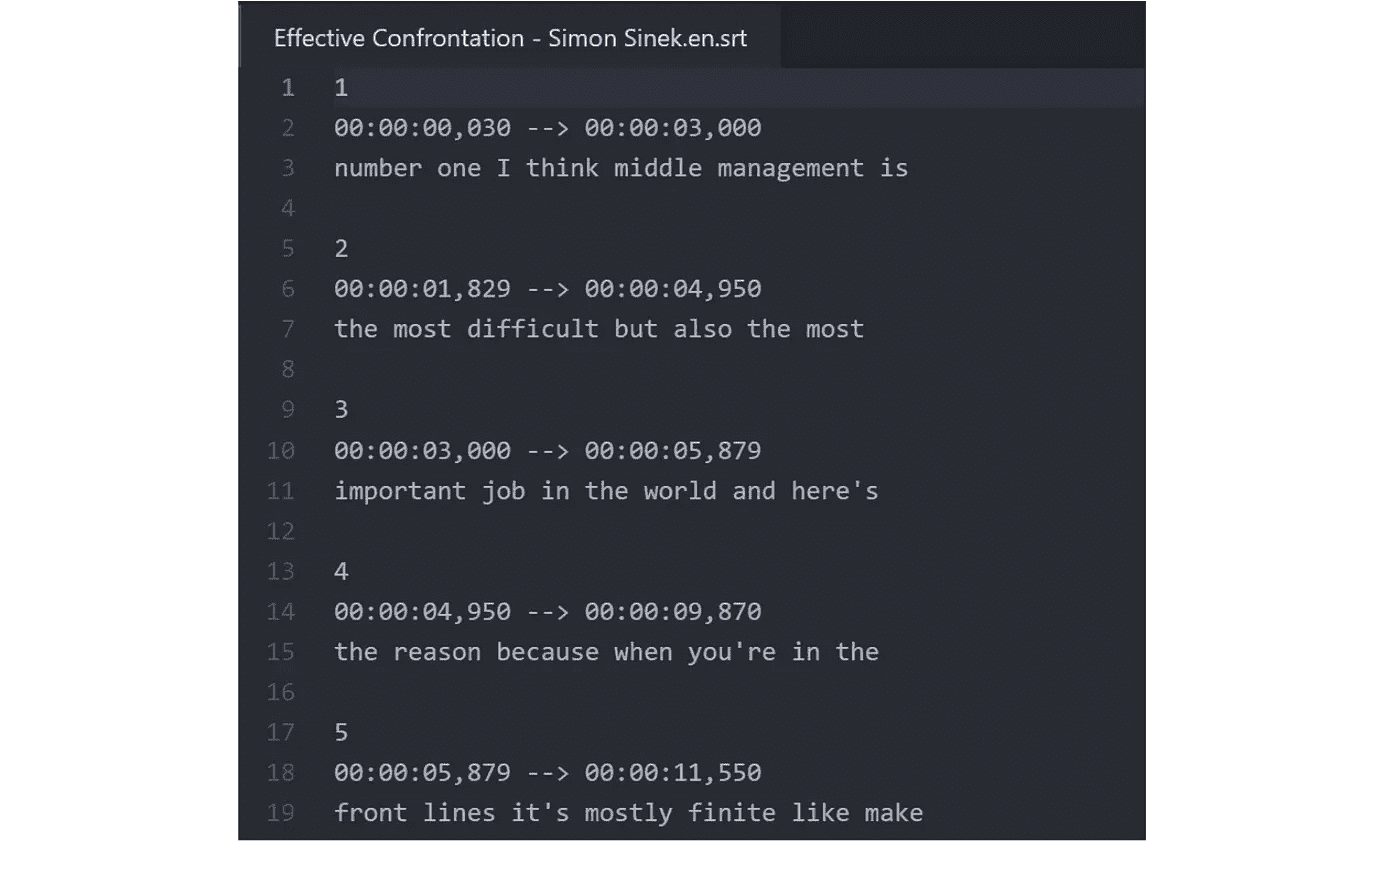 Effective Confrontation - Simon Sinek.en.srt
1 1
2 00:00:00,030 --> 00:00:03,000
3 number one I think middle management is
4
5 2
6 00:00:01,829 --> 00:00:04,950
7 the most difficult but also the most
8
9 3
10 00:00:03,000 --> 00:00:05,879
11 important job in the world and here's
12
13 4
14 00:00:04,950 --> 00:00:09,870
15 the reason because when you're in the
16
17 5
18 00:00:05,879 --> 00:00:11,550
19 front lines it's mostly finite like make